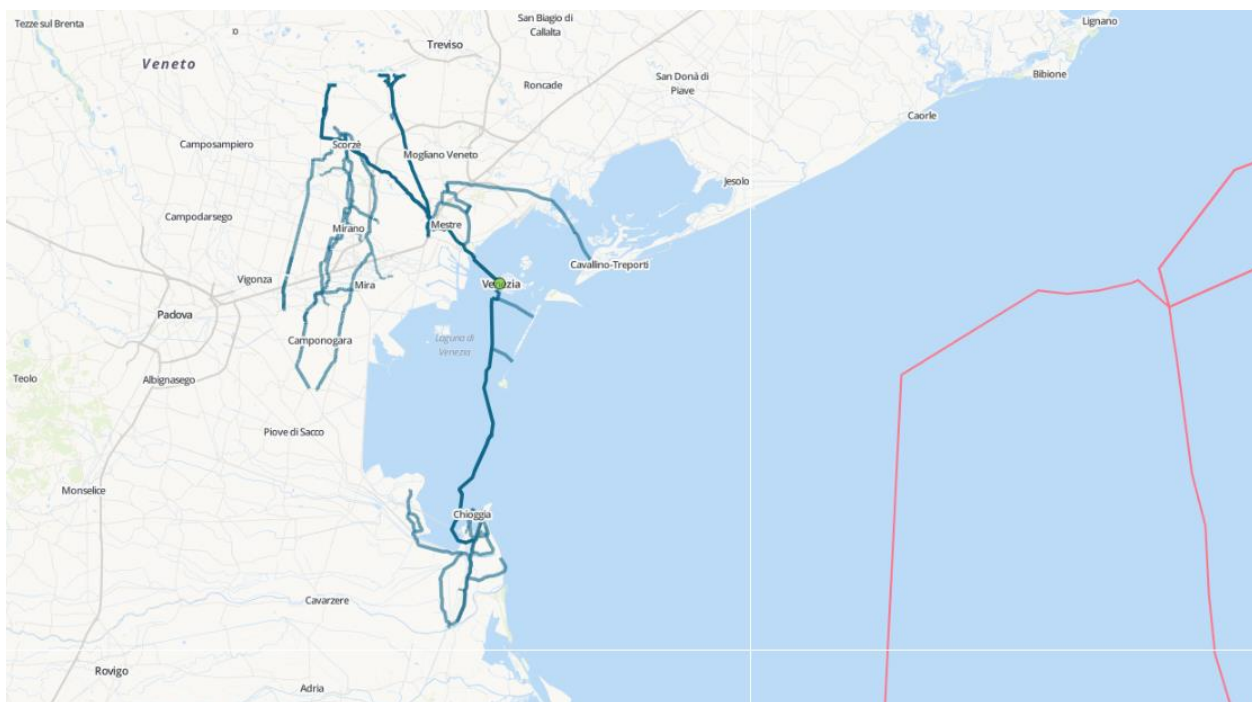 Tezze sul Brenta
San Biagio di
Callalta
Lignano
Treviso
Veneto
Bibione
San Donà di
Piave
Roncade
Caorle
Camposampiero
Scorzè
Mogliano Veneto
Jesolo
Campodarsego
Mirano
Mestre
Cavallino-Treporti
Vigonza
Mira
Venezia
Padova
Camponogara
Laguna di
Venezia
Teolo
Albignasego
Piove di Sacco
Monselice
Chioggia
Cavarzere
Rovigo
Adria